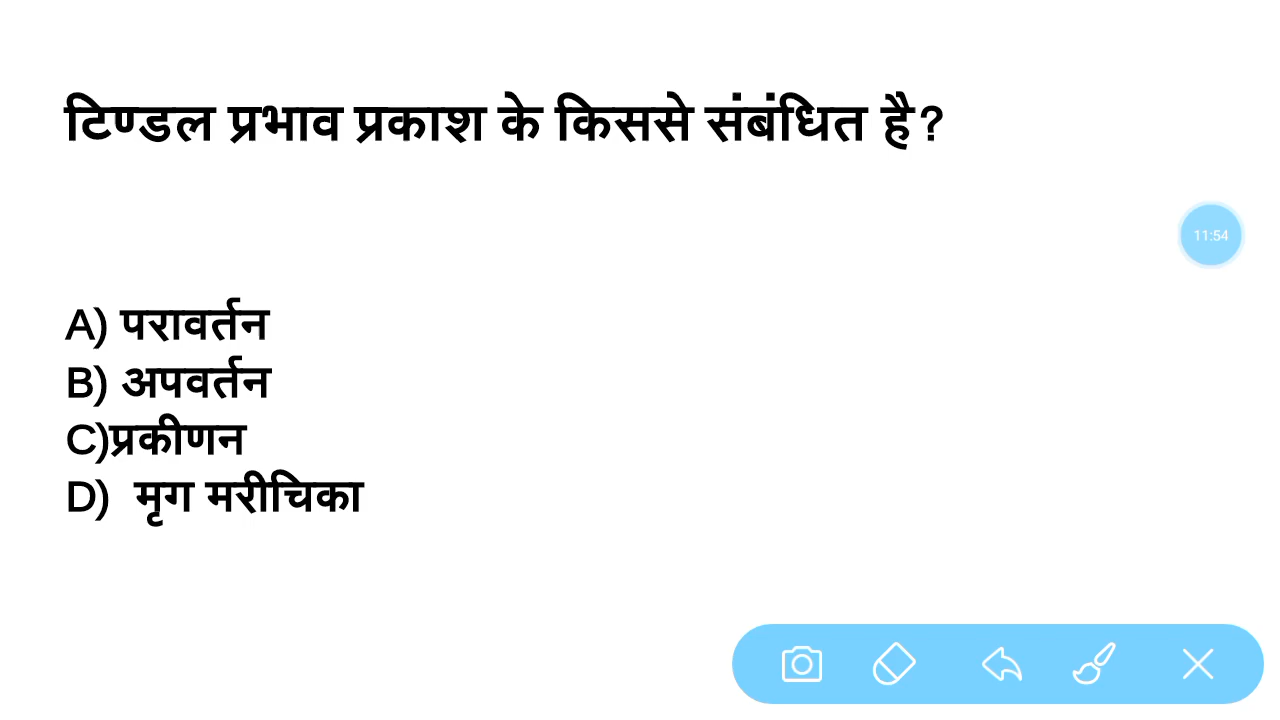 टिण्डल प्रभाव प्रकाश के किससे संबंधित है?
11:54
A) परावर्तन
B) अपवर्तन
C)प्रकीणन
D) मृग मरीचिका